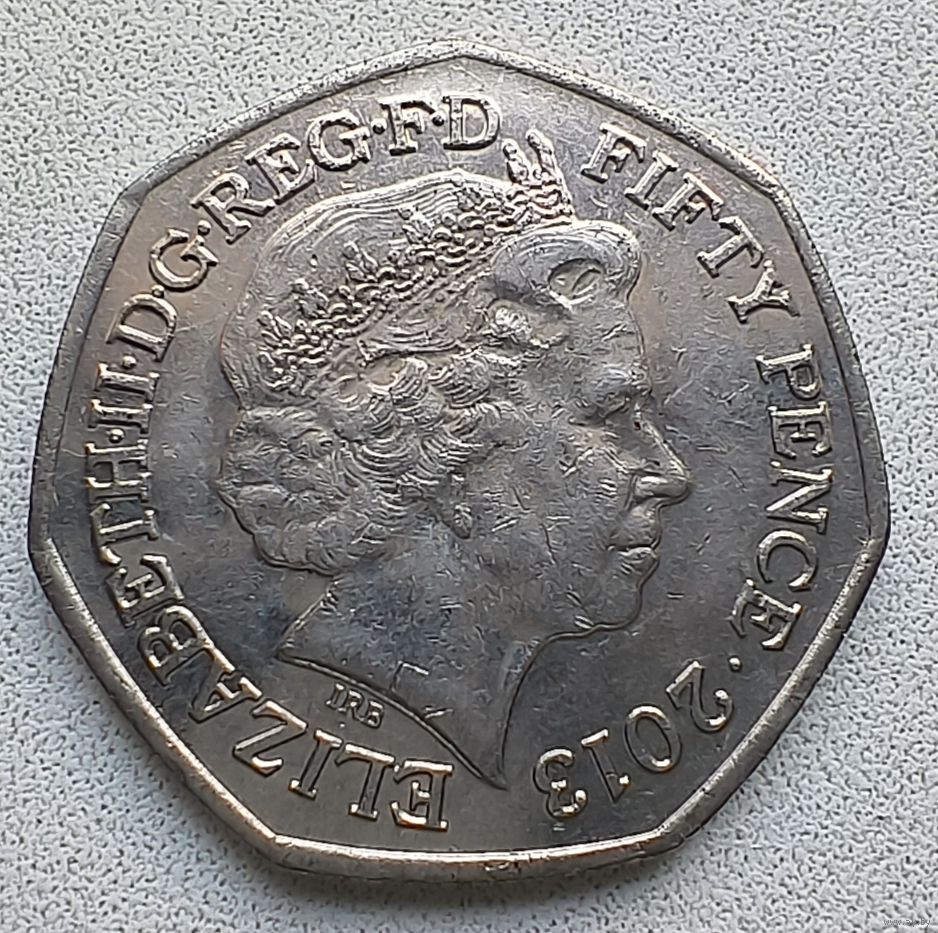 ELIZABETH·II·D·G·REG·F·D FIFTY PENCE·2013
IRB